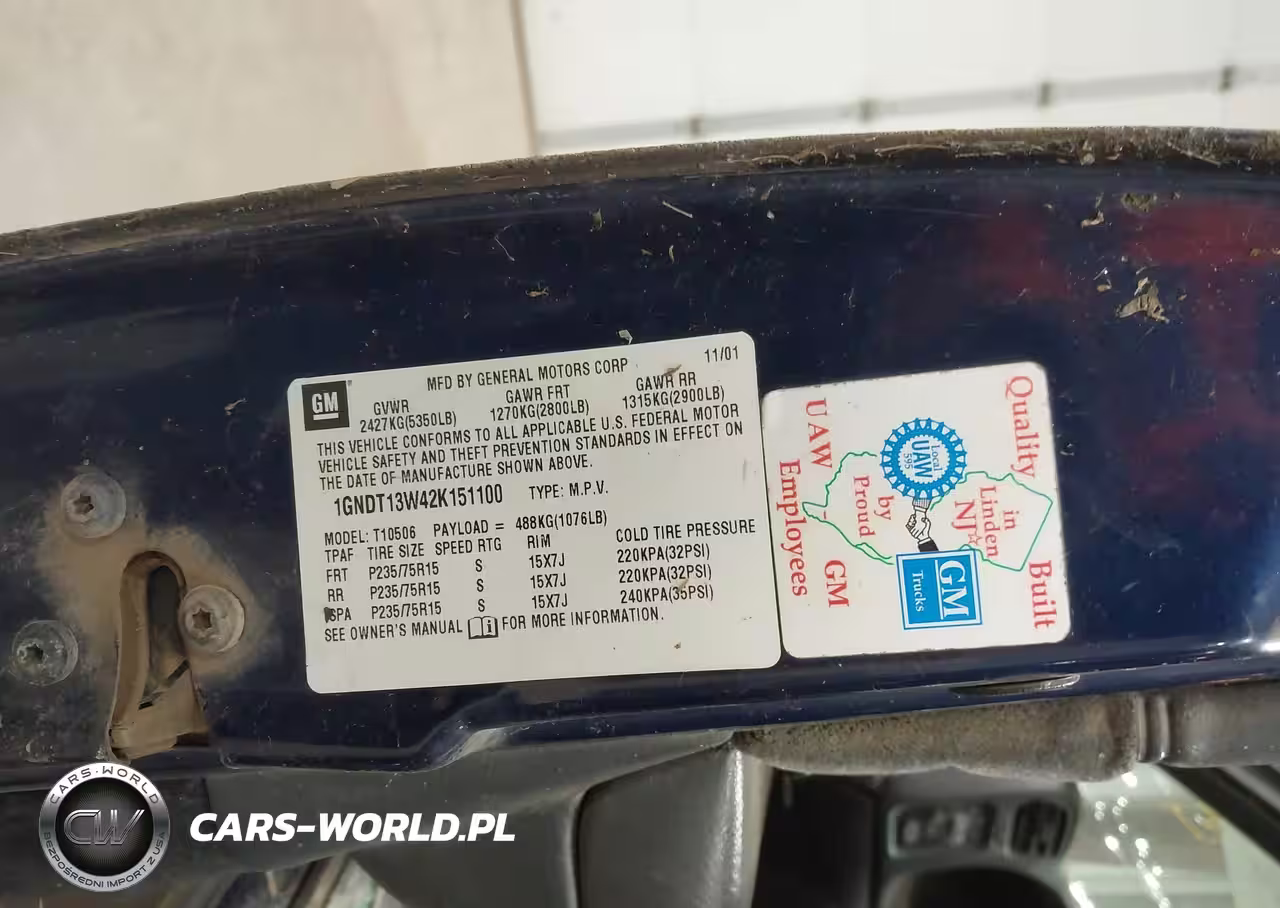 GM
MFD BY GENERAL MOTORS CORP 11/01
GVWR GAWR FRT GAWR RR
2427KG(5350LB) 1270KG(2800LB) 1315KG(2900LB)
THIS VEHICLE CONFORMS TO ALL APPLICABLE U.S. FEDERAL MOTOR
VEHICLE SAFETY AND THEFT PREVENTION STANDARDS IN EFFECT ON
THE DATE OF MANUFACTURE SHOWN ABOVE.
1GNDT13W42K151100 TYPE: M.P.V.
MODEL: T10506 PAYLOAD = 488KG(1076LB)
TPAF TIRE SIZE SPEED RTG RIM COLD TIRE PRESSURE
FRT P235/75R15 S 15X7J 220KPA(32PSI)
RR P235/75R15 S 15X7J 220KPA(32PSI)
SPA P235/75R15 S 15X7J 240KPA(35PSI)
SEE OWNER'S MANUAL FOR MORE INFORMATION.
Quality
Built
in
Linden
NJ
Local
UAW
595
GM
Trucks
by
Proud
UAW GM
Employees
CARS-WORLD
CW
BEZPOŚREDNI IMPORT Z USA
CARS-WORLD.PL